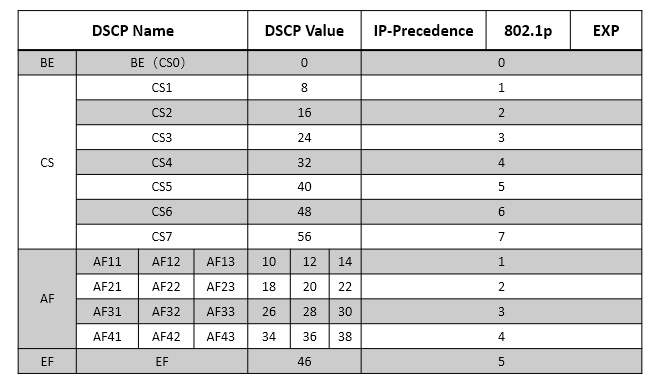 DSCP Name DSCP Value IP-Precedence 802.1p EXP
BE BE（CS0） 0 0
CS1 8 1
CS2 16 2
CS3 24 3
CS CS4 32 4
CS5 40 5
CS6 48 6
CS7 56 7
AF11 AF12 AF13 10 12 14 1
AF21 AF22 AF23 18 20 22 2
AF
AF31 AF32 AF33 26 28 30 3
AF41 AF42 AF43 34 36 38 4
EF EF 46 5